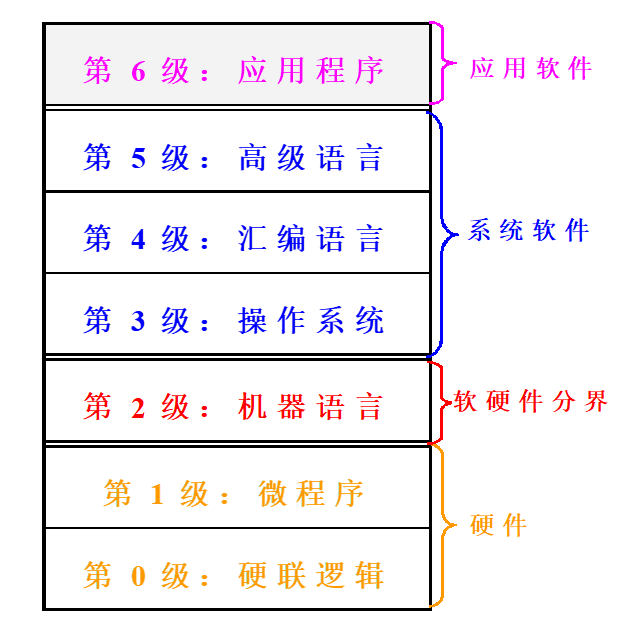 第 6 级：应用程序
应用软件
第 5 级：高级语言
第 4 级：汇编语言
系统软件
第 3 级：操作系统
第 2 级：机器语言
软硬件分界
第 1 级：微程序
硬件
第 0 级：硬联逻辑